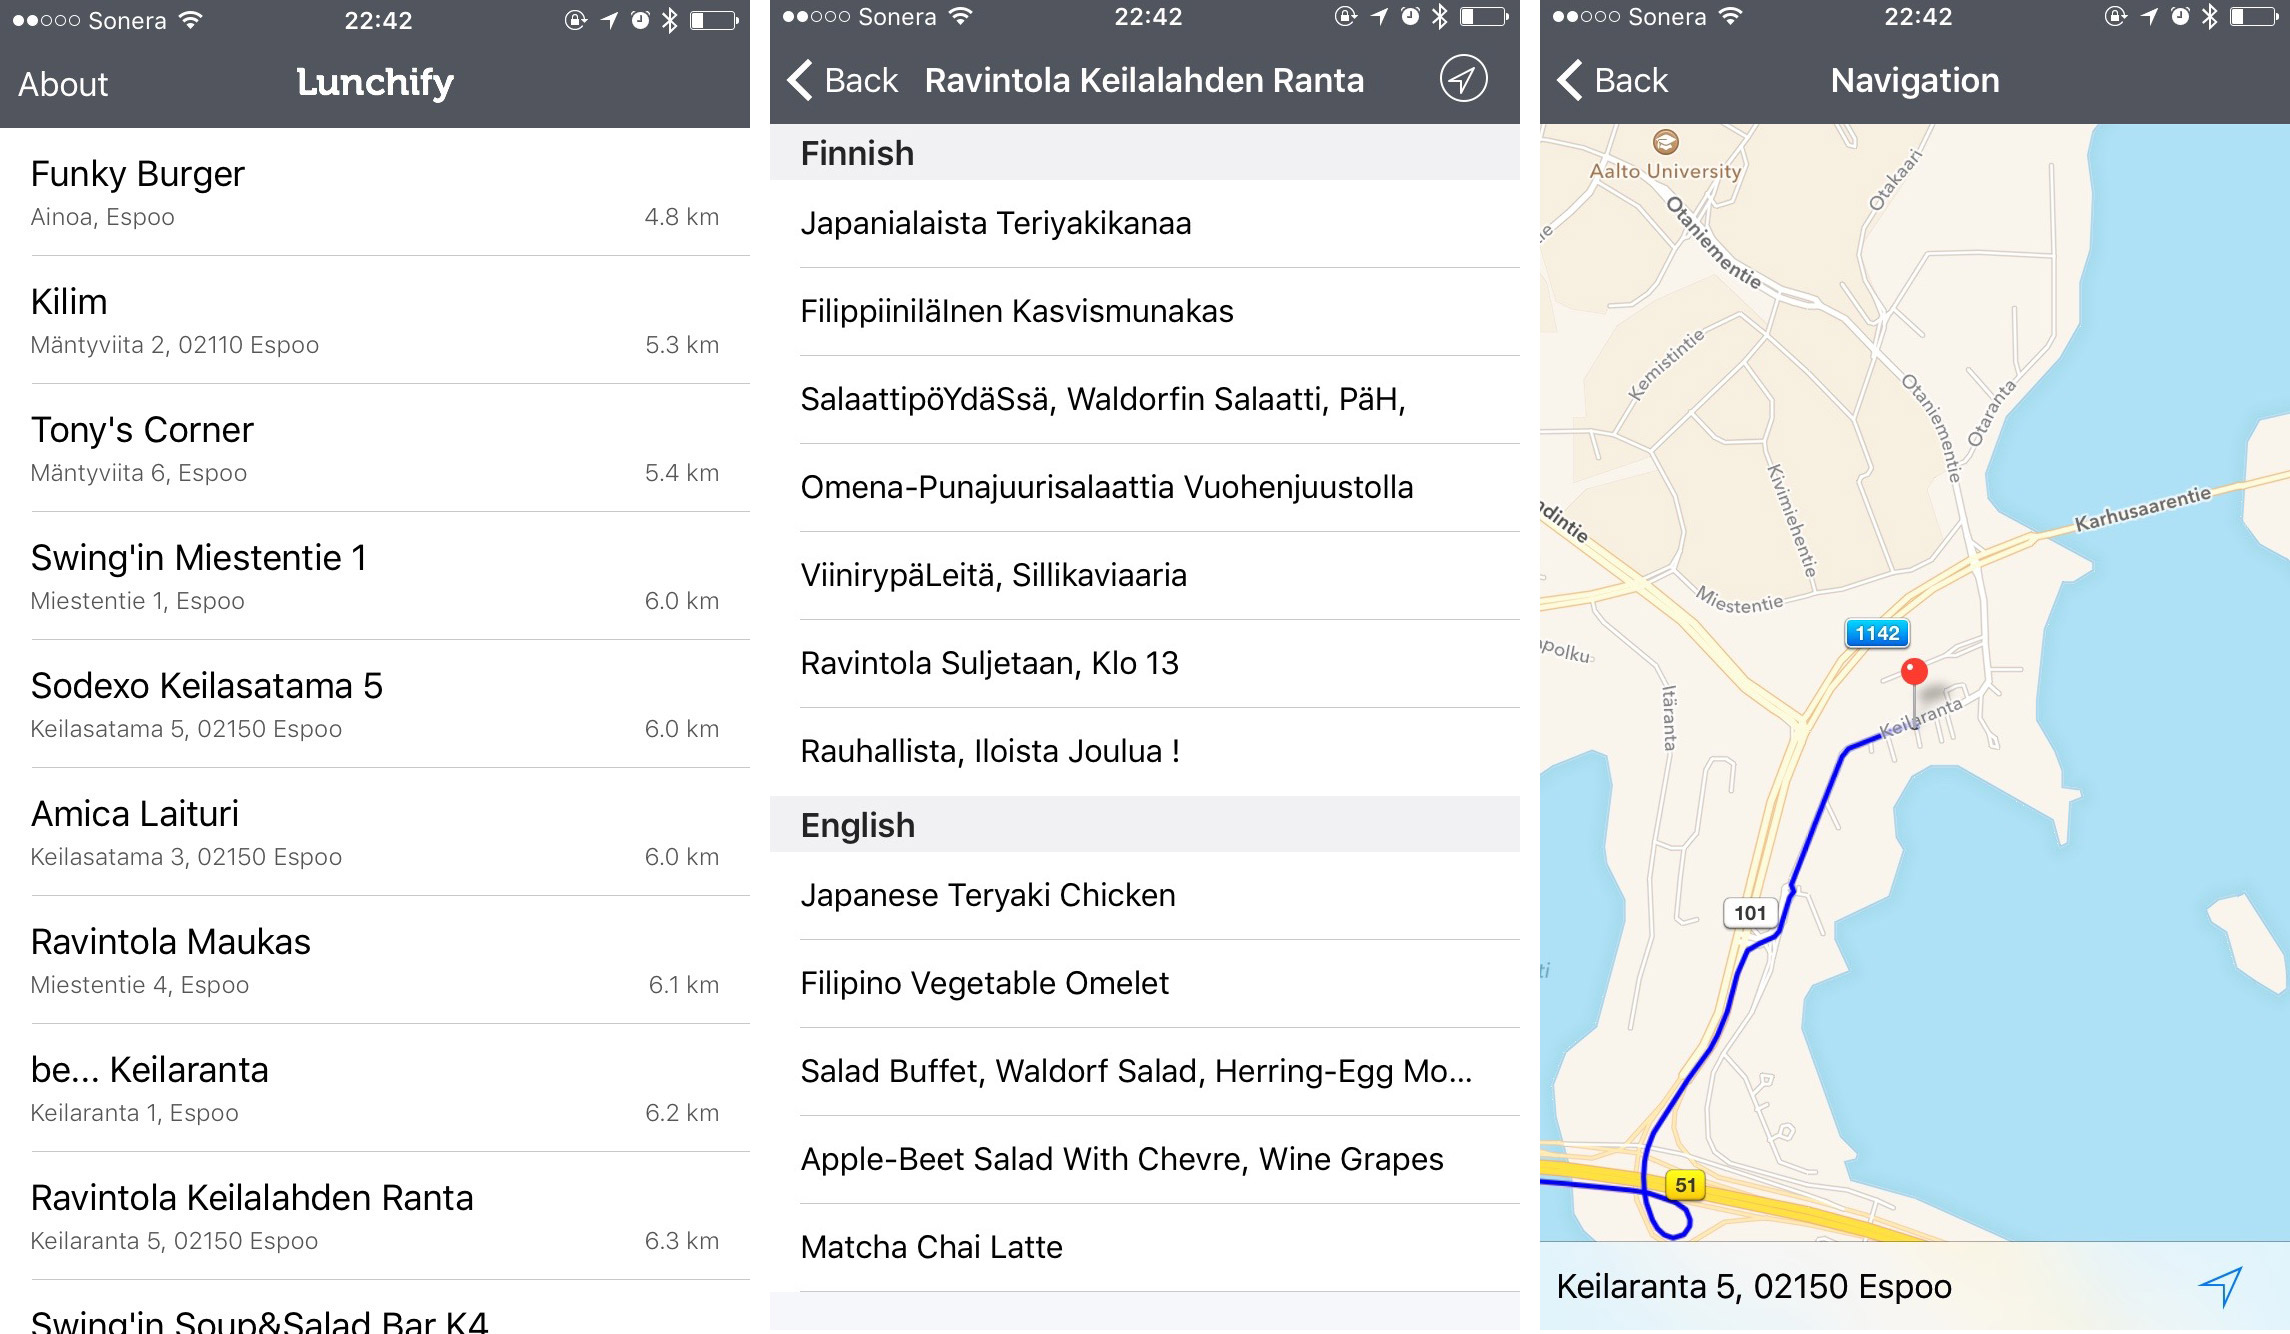 Sonera 22:42
About Lunchify
Funky Burger
Ainoa, Espoo 4.8 km
Kilim
Mäntyviita 2, 02110 Espoo 5.3 km
Tony's Corner
Mäntyviita 6, Espoo 5.4 km
Swing'in Miestentie 1
Miestentie 1, Espoo 6.0 km
Sodexo Keilasatama 5
Keilasatama 5, 02150 Espoo 6.0 km
Amica Laituri
Keilasatama 3, 02150 Espoo 6.0 km
Ravintola Maukas
Miestentie 4, Espoo 6.1 km
be... Keilaranta
Keilaranta 1, Espoo 6.2 km
Ravintola Keilalahden Ranta
Keilaranta 5, 02150 Espoo 6.3 km
Swing'in Soup&Salad Bar K4
Sonera 22:42
Back Ravintola Keilalahden Ranta
Finnish
Japanialaista Teriyakikanaa
FilippiiniläInen Kasvismunakas
SalaattipöYdäSsä, Waldorfin Salaatti, PäH,
Omena-Punajuurisalaattia Vuohenjuustolla
ViinirypäLeitä, Sillikaviaaria
Ravintola Suljetaan, Klo 13
Rauhallista, Iloista Joulua !
English
Japanese Teryaki Chicken
Filipino Vegetable Omelet
Salad Buffet, Waldorf Salad, Herring-Egg Mo...
Apple-Beet Salad With Chevre, Wine Grapes
Matcha Chai Latte
Sonera 22:42
Back Navigation
Aalto University
Otakaari
Otaniementie
Kemistintie
Otaniementie
Otaranta
Kivimiehentie
Karhusaarentie
ndintie
Miestentie
1142
apolku
Itäranta
Keilaranta
101
ti
51
Keilaranta 5, 02150 Espoo